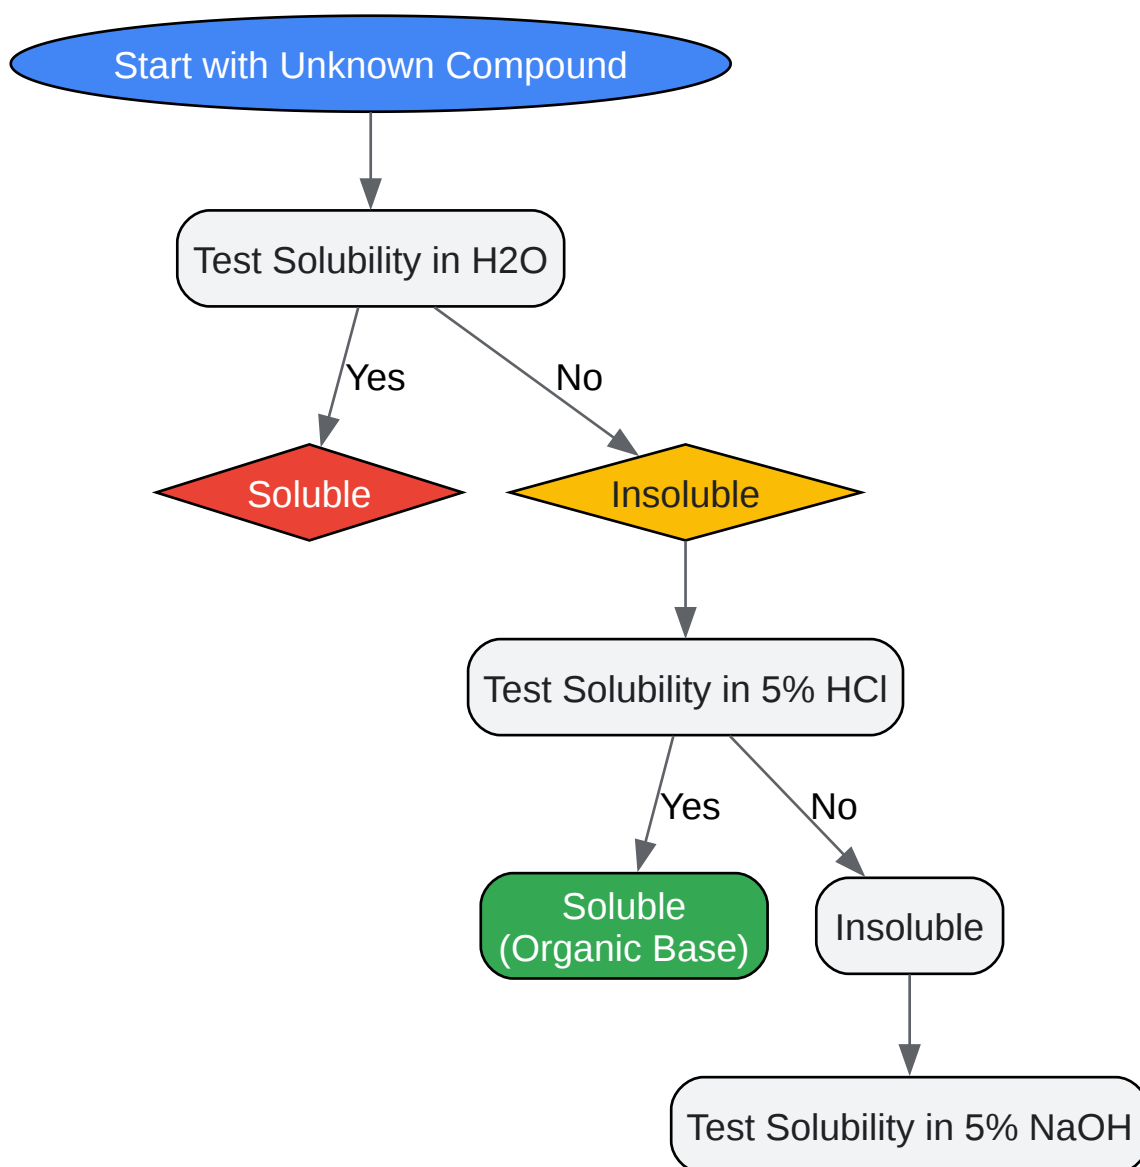 Start with Unknown Compound
Test Solubility in H2O
Yes
No
Soluble
Insoluble
Test Solubility in 5% HCl
Yes
No
Soluble
(Organic Base)
Insoluble
Test Solubility in 5% NaOH